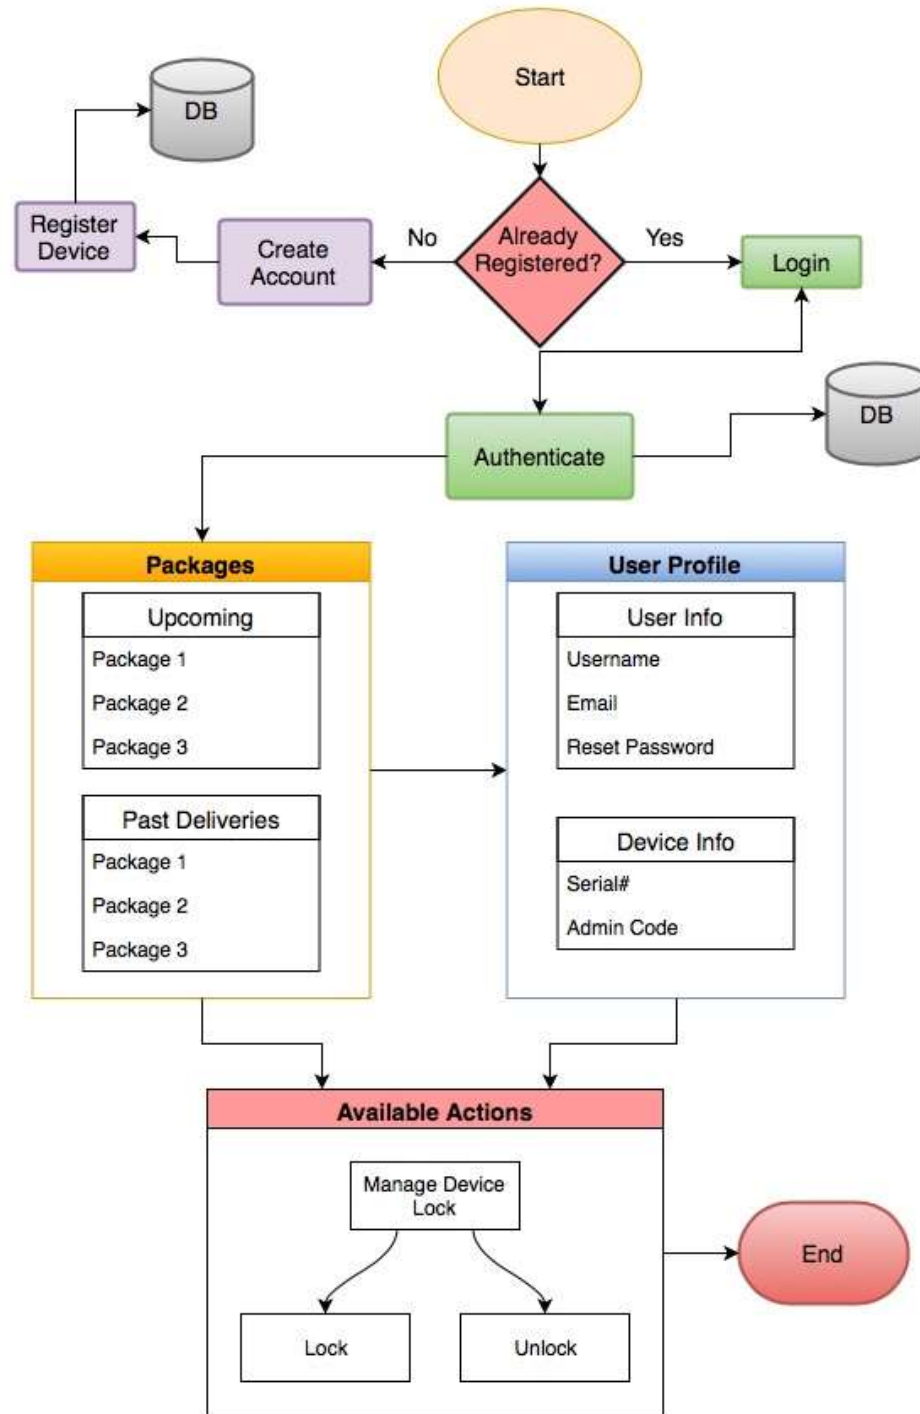 Start
DB
Already
Registered?
No
Yes
Register
Device
Create
Account
Login
DB
Authenticate
Packages
Upcoming
Package 1
Package 2
Package 3
Past Deliveries
Package 1
Package 2
Package 3
User Profile
User Info
Username
Email
Reset Password
Device Info
Serial#
Admin Code
Available Actions
Manage Device
Lock
Lock
Unlock
End